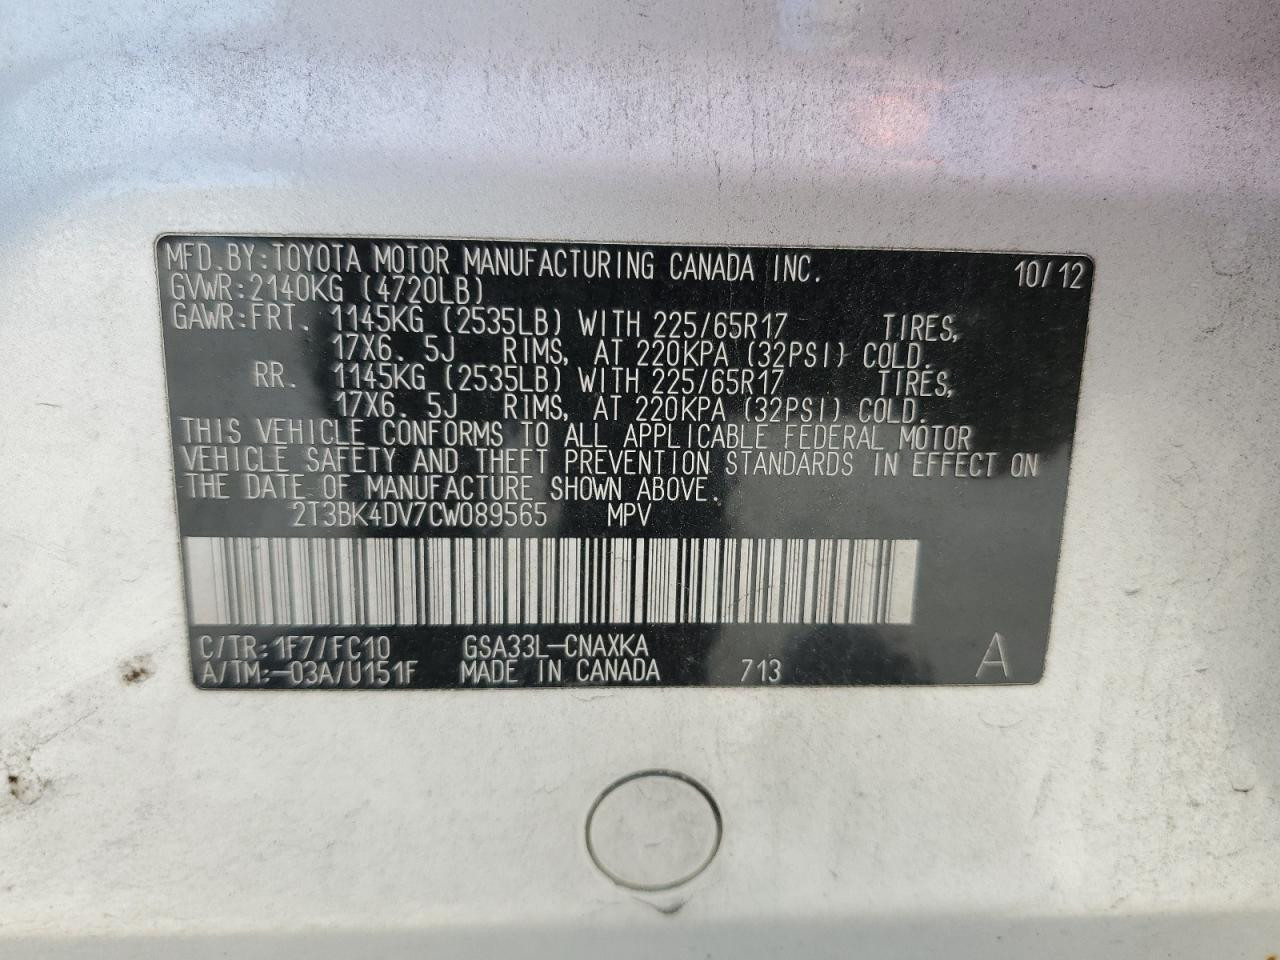 MFD.BY:TOYOTA MOTOR MANUFACTURING CANADA INC. 10/12
GVWR:2140KG (4720LB)
GAWR:FRT. 1145KG (2535LB) WITH 225/65R17 TIRES,
17X6.5J RIMS, AT 220KPA (32PSI) COLD.
RR. 1145KG (2535LB) WITH 225/65R17 TIRES,
17X6.5J RIMS, AT 220KPA (32PSI) COLD.
THIS VEHICLE CONFORMS TO ALL APPLICABLE FEDERAL MOTOR
VEHICLE SAFETY AND THEFT PREVENTION STANDARDS IN EFFECT ON
THE DATE OF MANUFACTURE SHOWN ABOVE.
2T3BK4DV7CW089565 MPV
C/TR:1F7/FC10 GSA33L-CNAXKA
A/TM:-03A/U151F MADE IN CANADA 713 A